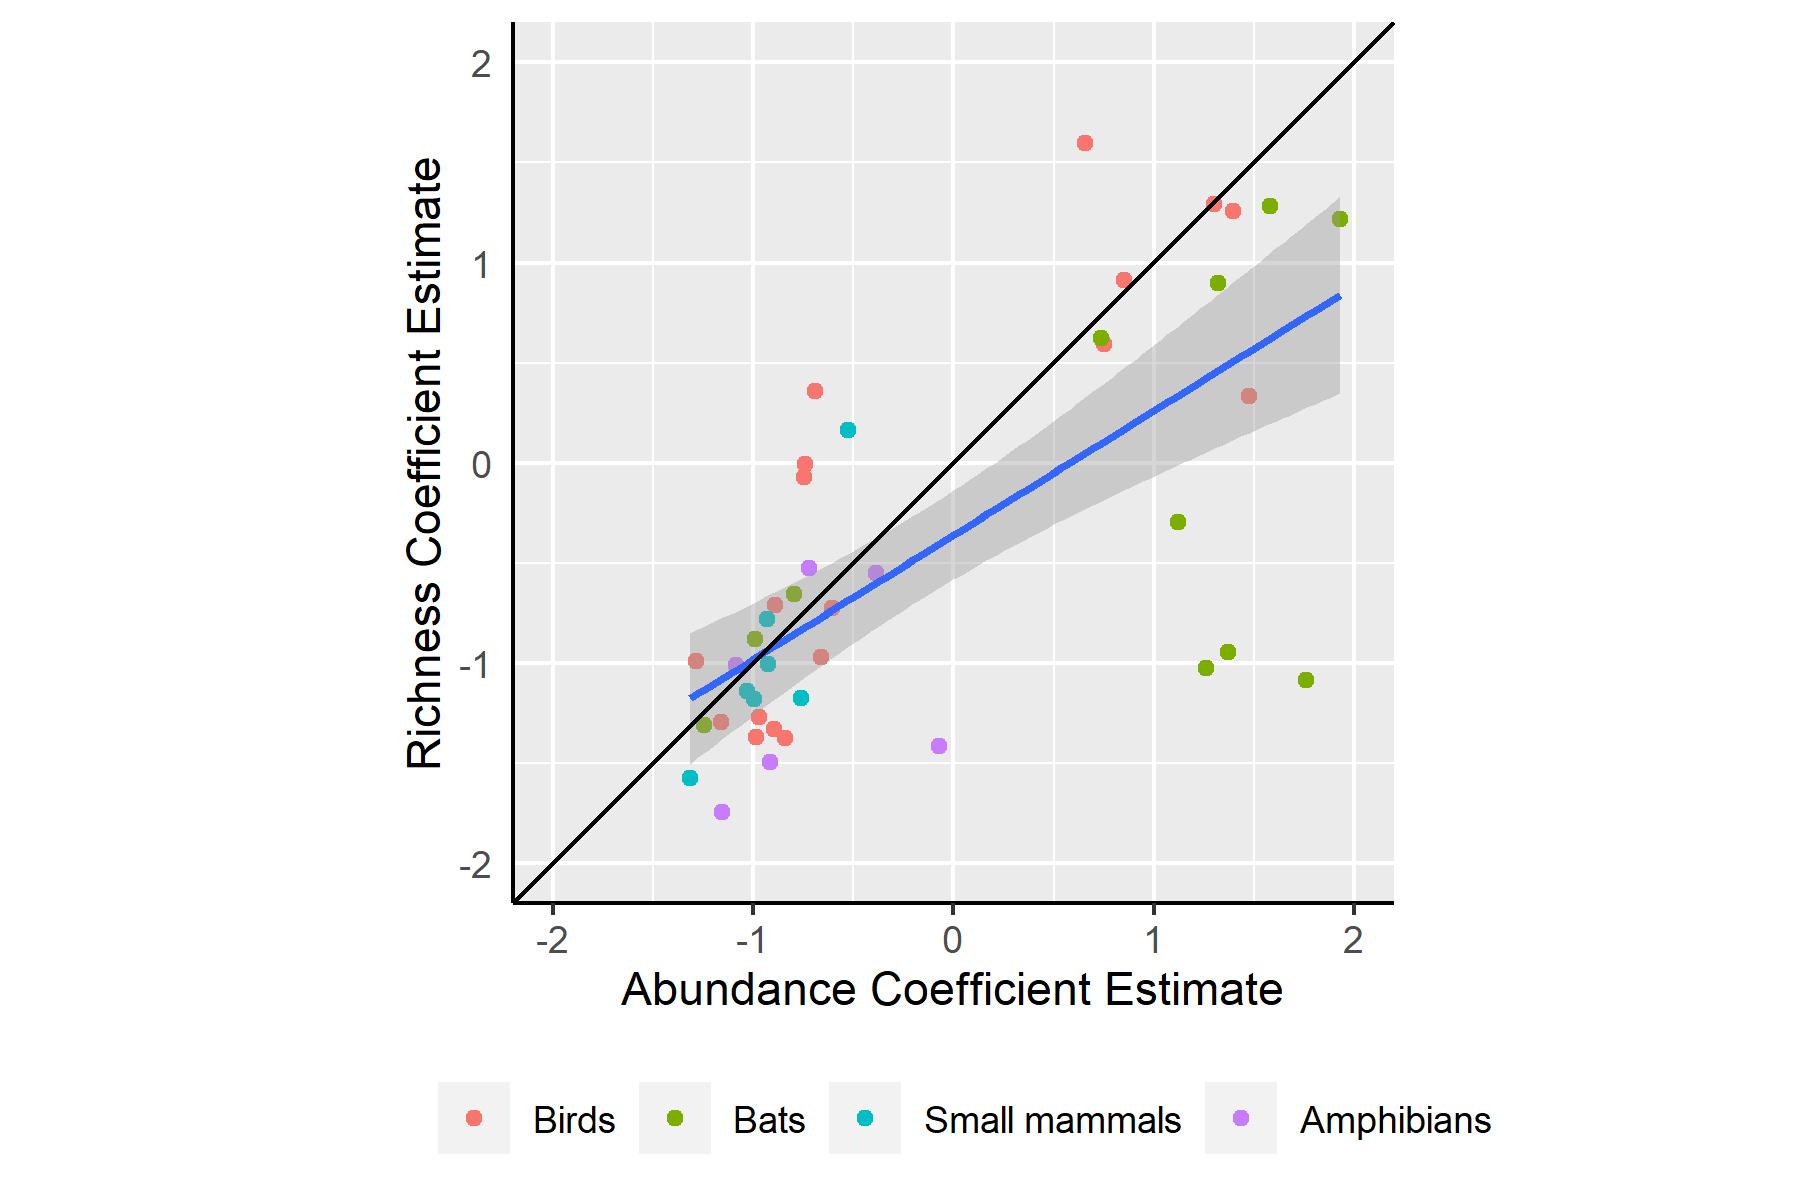 2
1
0
-1
-2
Richness Coefficient Estimate
-2 -1 0 1 2
Abundance Coefficient Estimate
Birds Bats Small mammals Amphibians